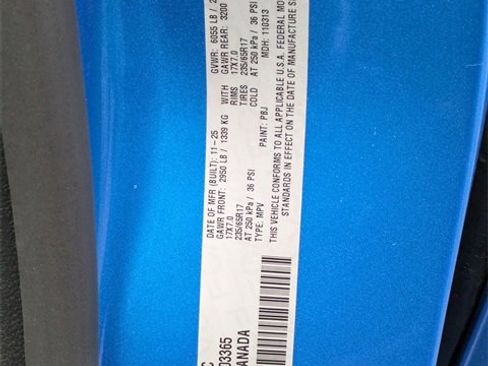 DATE OF MFR (BUILT): 11-25 GVWR: 6055 LB / 2
GAWR FRONT: 2950 LB / 1339 KG WITH GAWR REAR: 3200
17X7.0 RIMS 17X7.0
235/65R17 TIRES 235/65R17
AT 250 kPa / 36 PSI COLD AT 250 kPa / 36 PSI
TYPE: MPV PAINT: PBJ MDH: 110313
THIS VEHICLE CONFORMS TO ALL APPLICABLE U.S.A. FEDERAL MO
STANDARDS IN EFFECT ON THE DATE OF MANUFACTURE S
C
03365
ANADA